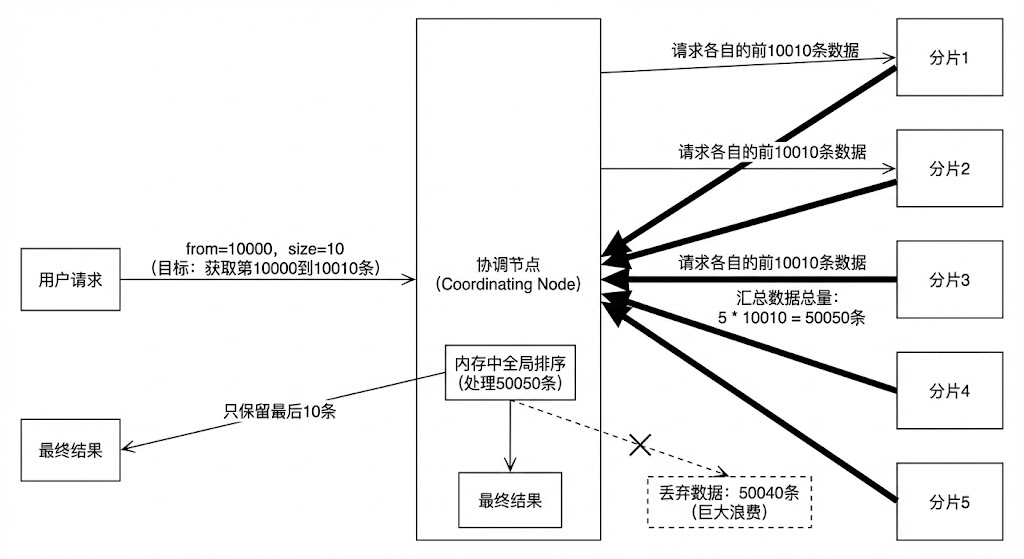 请求各自的前10010条数据
分片1
请求各自的前10010条数据
分片2
from=10000，size=10
（目标：获取第10000到10010条）
用户请求
协调节点
（Coordinating Node）
请求各自的前10010条数据
分片3
汇总数据总量：
5 * 10010 = 50050条
内存中全局排序
（处理50050条）
分片4
只保留最后10条
最终结果
最终结果
丢弃数据：50040条
（巨大浪费）
分片5